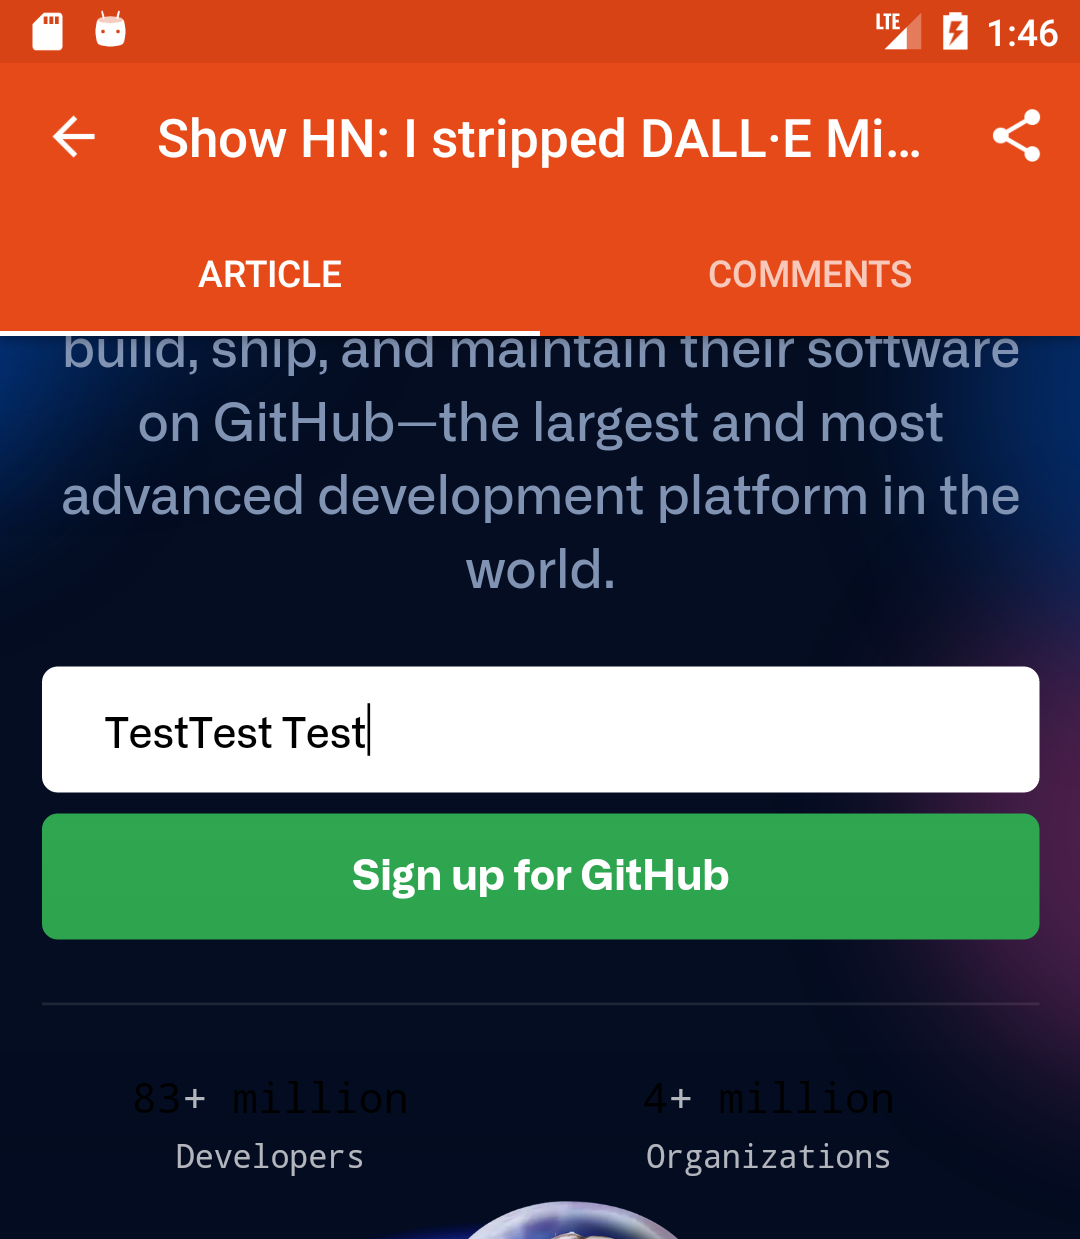 LTE 1:46
Show HN: I stripped DALL·E Mi...
ARTICLE COMMENTS
build, ship, and maintain their software
on GitHub—the largest and most
advanced development platform in the
world.
TestTest Test
Sign up for GitHub
83+ million 4+ million
Developers Organizations